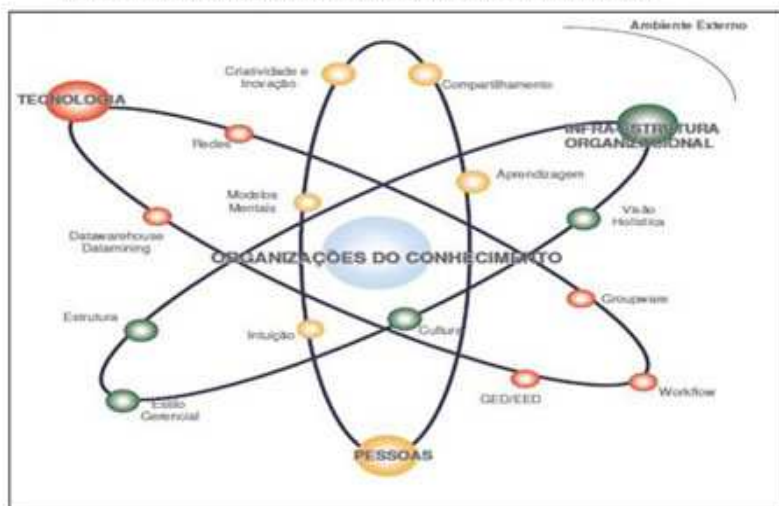 Ambiente Externo
Criatividade e
Inovação
Compartilhamento
TECNOLOGIA
INFRA-ESTRUTURA
ORGANIZACIONAL
Redes
Aprendizagem
Modelos
Mentais
Visão
Holística
Datawarehouse
Datamining
ORGANIZAÇÕES DO CONHECIMENTO
Groupware
Estrutura
Intuição
Cultura
Estilo
Gerencial
GED/EED
Workflow
PESSOAS